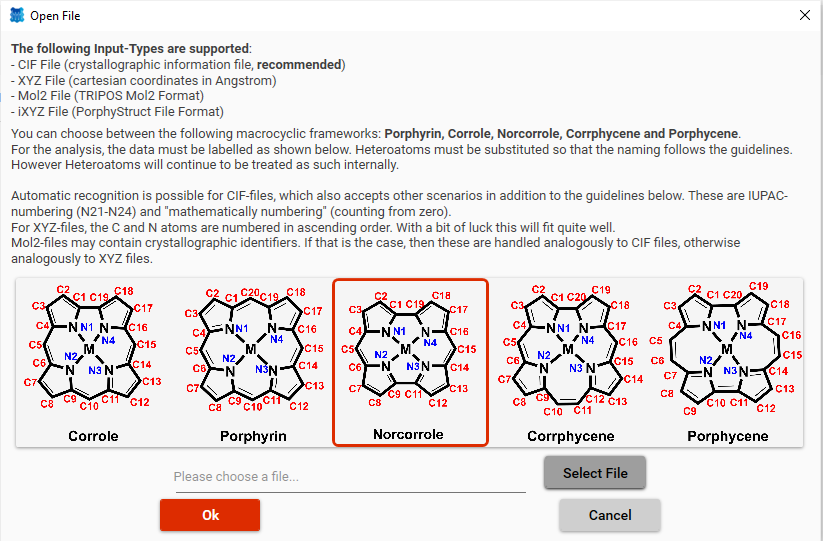 Open File
The following Input-Types are supported:
- CIF File (crystallographic information file, recommended)
- XYZ File (cartesian coordinates in Angstrom)
- Mol2 File (TRIPOS Mol2 Format)
- iXYZ File (PorphyStruct File Format)
You can choose between the following macrocyclic frameworks: Porphyrin, Corrole, Norcorrole, Corrphycene and Porphycene.
For the analysis, the data must be labelled as shown below. Heteroatoms must be substituted so that the naming follows the guidelines.
However Heteroatoms will continue to be treated as such internally.
Automatic recognition is possible for CIF-files, which also accepts other scenarios in addition to the guidelines below. These are IUPAC-
numbering (N21-N24) and "mathematically numbering" (counting from zero).
For XYZ-files, the C and N atoms are numbered in ascending order. With a bit of luck this will fit quite well.
Mol2-files may contain crystallographic identifiers. If that is the case, then these are handled analogously to CIF files, otherwise
analogously to XYZ files.
C2 C1 C19 C18
C3 C17
C4 N N1 N C16
C5 M N4 C15
C6 N2 N N3 N C14
C7 C13
C8 C9 C10 C11 C12
Corrole
C2 C1 C20 C19 C18
C3 C17
C4 N N1 N C16
C5 M N4 C15
C6 N2 N N3 N C14
C7 C13
C8 C9 C10 C11 C12
Porphyrin
C2 C1 C19 C18
C3 C17
C4 N N1 N C16
C5 M N4 C15
C6 N2 N N3 N C14
C7 C13
C8 C9 C11 C12
Norcorrole
C2 C1 C20 C19
C3 C18
C4 N N1 N C17
C5 M N4 C16
C6 N2 N N3 N C15
C7 C14
C8 C9 C10 C11 C12 C13
Corrphycene
C2 C1 C20 C19
C3 C18
C4 N N1 N C17
C5 M N4 C16
C6 N2 N N3 N C15
C7 C14
C8 C9 C10 C11 C12 C13
Porphycene
Please choose a file...
Select File
Ok
Cancel